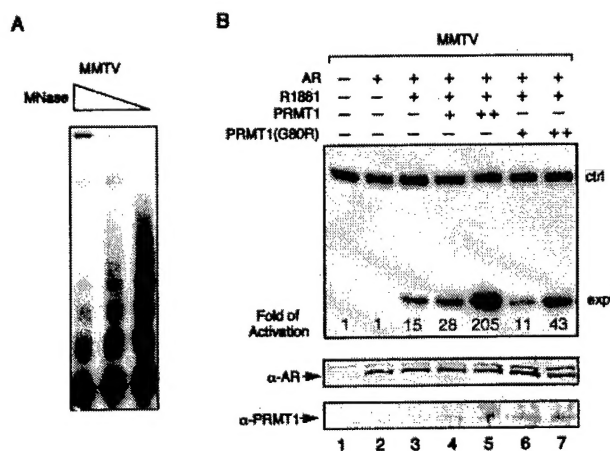 A
MMTV
MNase
B
MMTV
AR − + + + + + +
R1881 − − + + + + +
PRMT1 − − − + ++ − −
PRMT1(G80R) − − − − − + ++
ctrl
exp
Fold of Activation 1 1 15 28 205 11 43
α-AR
α-PRMT1
1 2 3 4 5 6 7